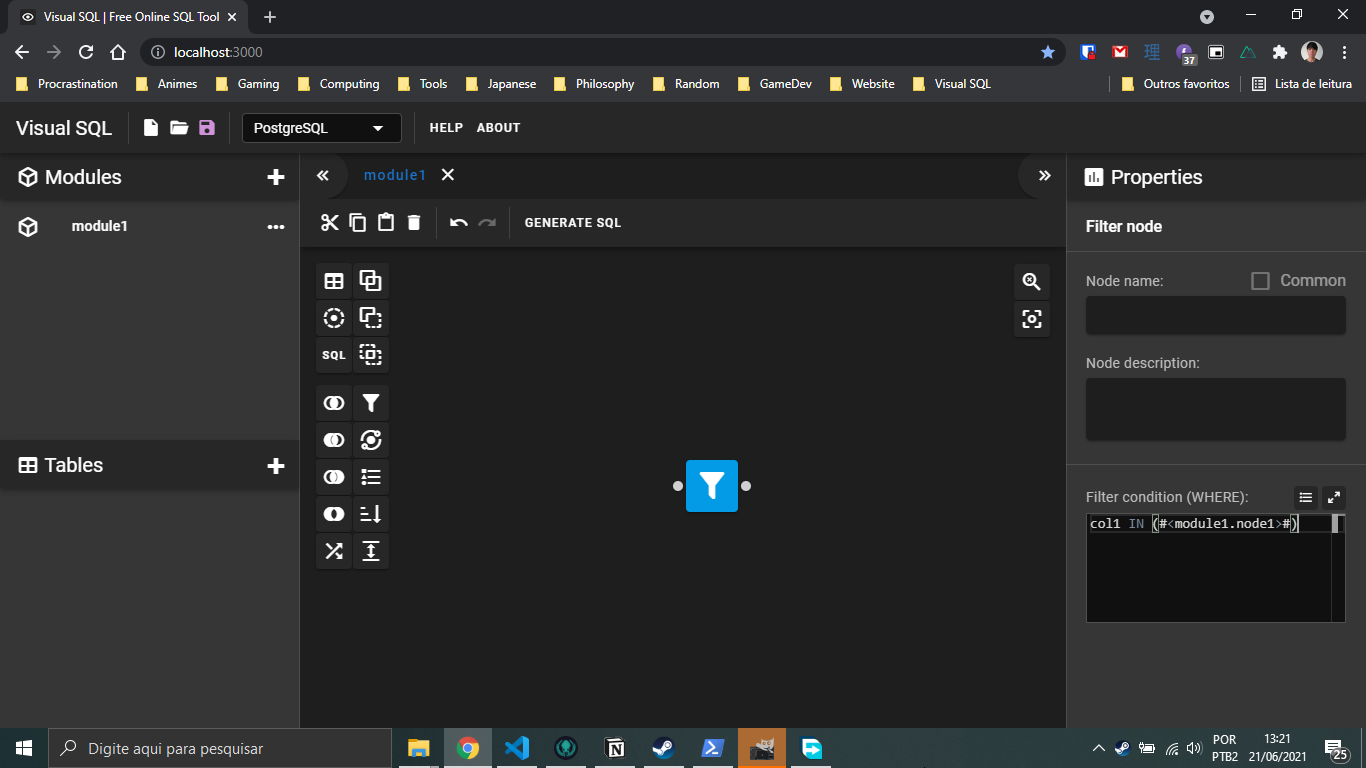 Visual SQL | Free Online SQL Tool
localhost:3000
37
Procrastination Animes Gaming Computing Tools Japanese Philosophy Random GameDev Website Visual SQL Outros favoritos Lista de leitura
Visual SQL PostgreSQL HELP ABOUT
Modules
module1
module1
GENERATE SQL
SQL
Tables
Properties
Filter node
Node name: Common
Node description:
Filter condition (WHERE):
col1 IN (#<module1.node1>#)
Digite aqui para pesquisar
POR
PTB2
13:21
21/06/2021
25